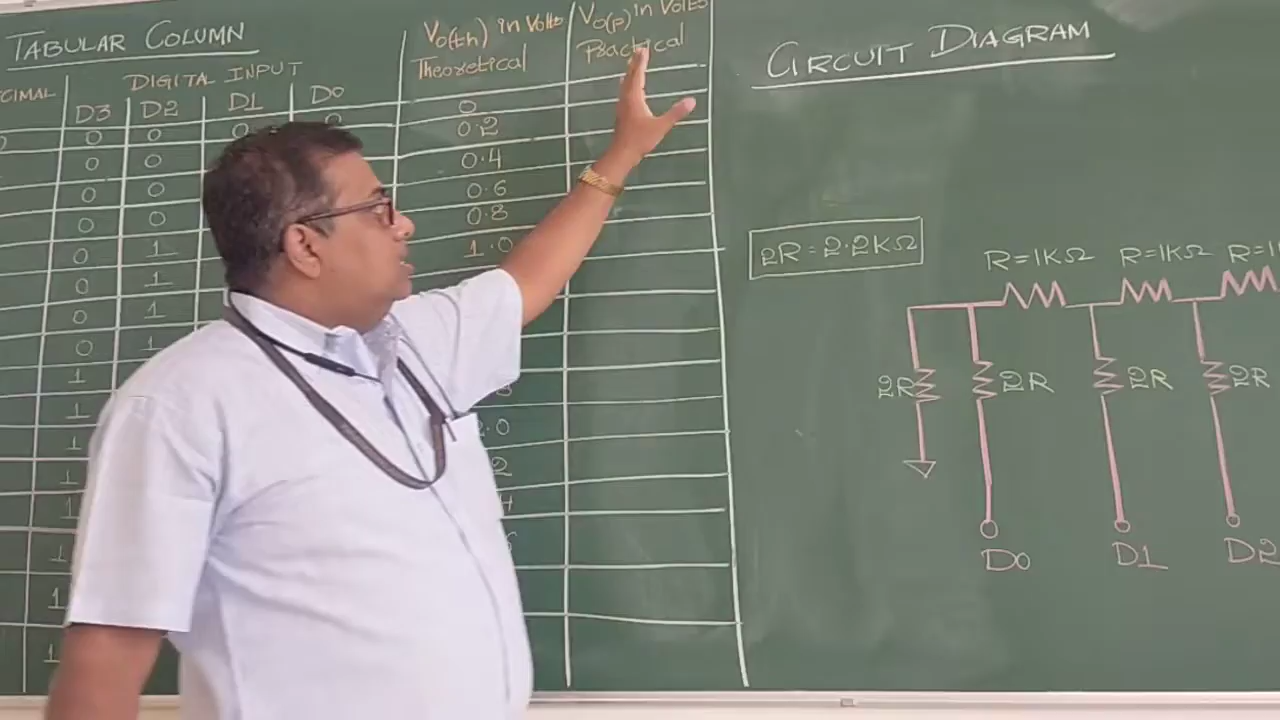 TABULAR COLUMN
CIMAL
DIGITAL INPUT
D3 D2 D1 D0
Vo(th) in Volts
Theoretical
Vo(p) in Volts
Practical
0 0 0 0
0 0 0.2
0 0 0.4
0 0 0.6
0 0 0.8
0 1 1.0
0 1
0 1
0 1
1
1
1 .0
1 2
1
1
1
1
CIRCUIT DIAGRAM
2R = 2.2KΩ
R=1KΩ R=1KΩ R=1
2R 2R 2R 2R
D0 D1 D2